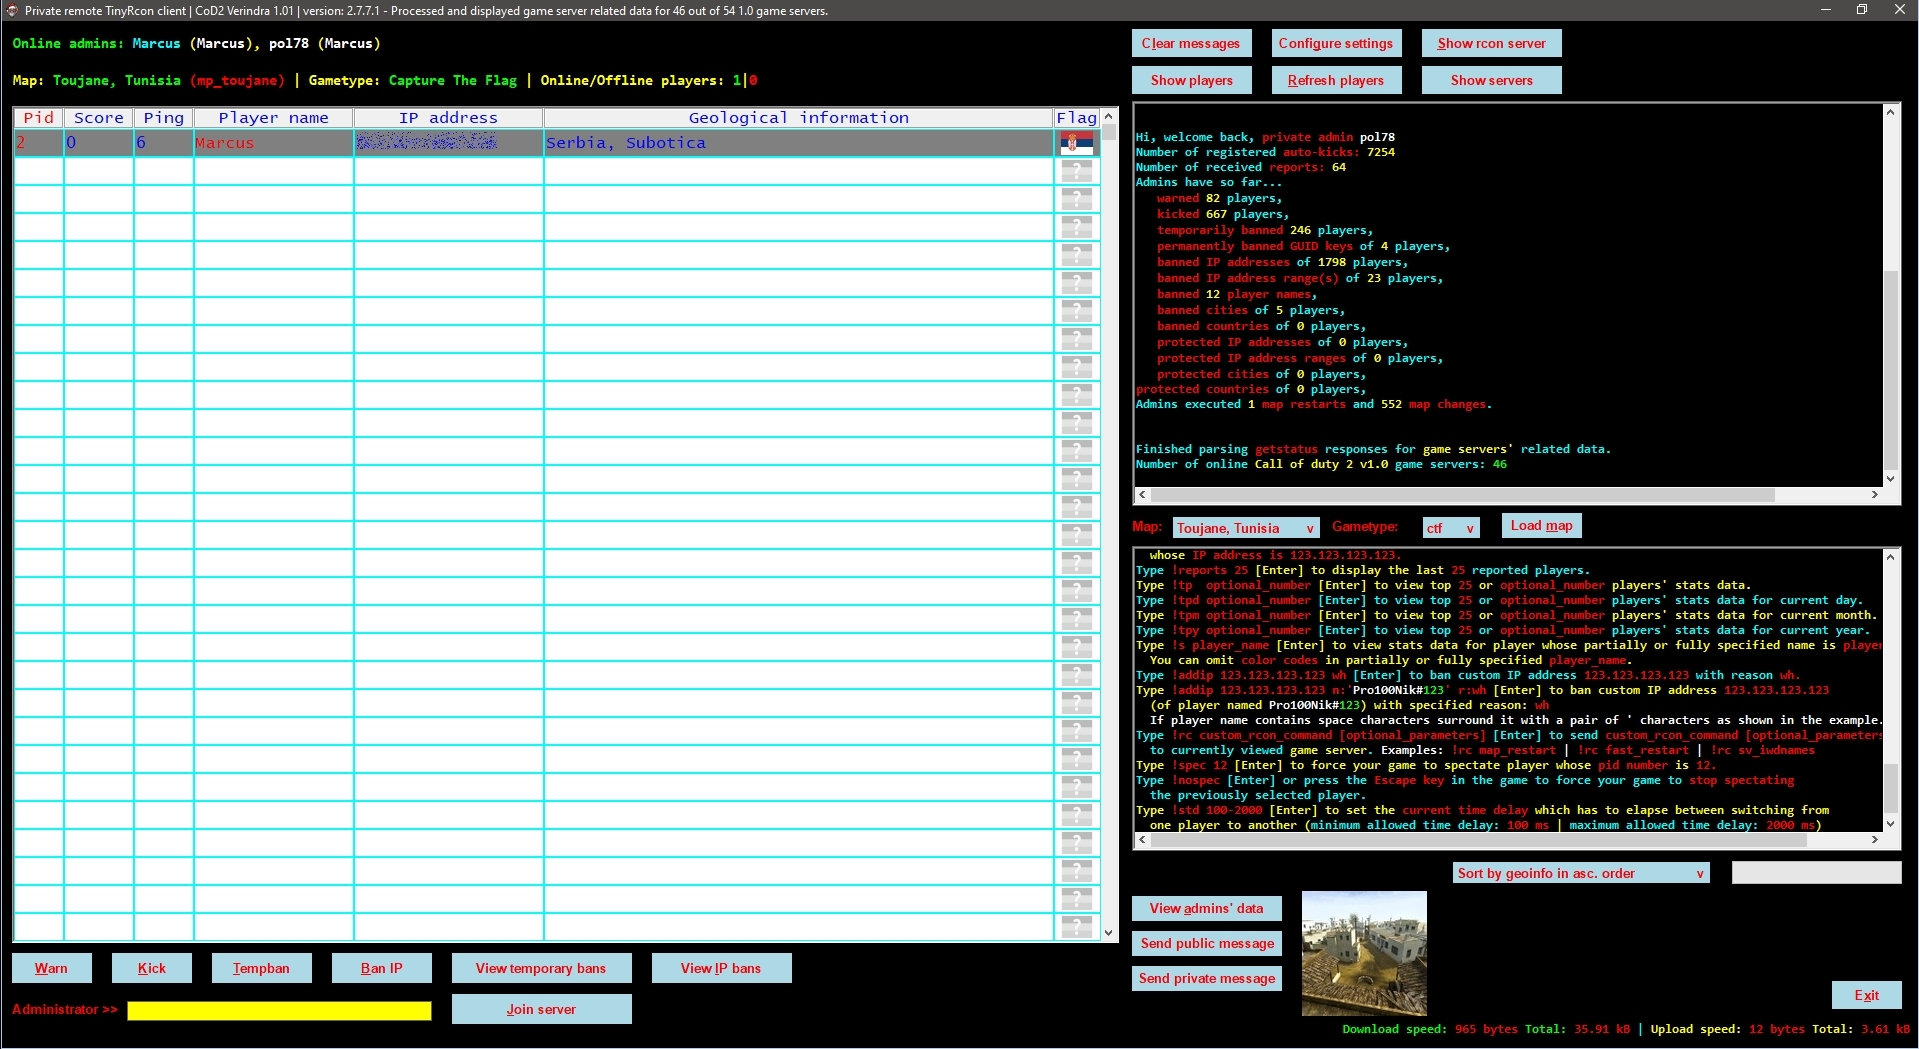 Private remote TinyRcon client | CoD2 Verindra 1.01 | version: 2.7.7.1 - Processed and displayed game server related data for 46 out of 54 1.0 game servers.
Online admins: Marcus (Marcus), pol78 (Marcus)
Map: Toujane, Tunisia (mp_toujane) | Gametype: Capture The Flag | Online/Offline players: 1|0
Pid Score Ping Player name IP address Geological information Flag
2 0 6 Marcus Serbia, Subotica
Warn Kick Tempban Ban IP View temporary bans View IP bans
Administrator >> Join server
Clear messages Configure settings Show rcon server
Show players Refresh players Show servers
Hi, welcome back, private admin pol78
Number of registered auto-kicks: 7254
Number of received reports: 64
Admins have so far...
warned 82 players,
kicked 667 players,
temporarily banned 246 players,
permanently banned GUID keys of 4 players,
banned IP addresses of 1798 players,
banned IP address range(s) of 23 players,
banned 12 player names,
banned cities of 5 players,
banned countries of 0 players,
protected IP addresses of 0 players,
protected IP address ranges of 0 players,
protected cities of 0 players,
protected countries of 0 players,
Admins executed 1 map restarts and 552 map changes.
Finished parsing getstatus responses for game servers' related data.
Number of online Call of duty 2 v1.0 game servers: 46
Map: Toujane, Tunisia v Gametype: ctf v Load map
whose IP address is 123.123.123.123.
Type !reports 25 [Enter] to display the last 25 reported players.
Type !tp optional_number [Enter] to view top 25 or optional_number players' stats data.
Type !tpd optional_number [Enter] to view top 25 or optional_number players' stats data for current day.
Type !tpm optional_number [Enter] to view top 25 or optional_number players' stats data for current month.
Type !tpy optional_number [Enter] to view top 25 or optional_number players' stats data for current year.
Type !s player_name [Enter] to view stats data for player whose partially or fully specified name is player
You can omit color codes in partially or fully specified player_name.
Type !addip 123.123.123.123 wh [Enter] to ban custom IP address 123.123.123.123 with reason wh.
Type !addip 123.123.123.123 n:'Pro100Nik#123' r:wh [Enter] to ban custom IP address 123.123.123.123
(of player named Pro100Nik#123) with specified reason: wh
If player name contains space characters surround it with a pair of ' characters as shown in the example.
Type !rc custom_rcon_command [optional_parameters] [Enter] to send custom_rcon_command [optional_parameters
to currently viewed game server. Examples: !rc map_restart | !rc fast_restart | !rc sv_iwdnames
Type !spec 12 [Enter] to force your game to spectate player whose pid number is 12.
Type !nospec [Enter] or press the Escape key in the game to force your game to stop spectating
the previously selected player.
Type !std 100-2000 [Enter] to set the current time delay which has to elapse between switching from
one player to another (minimum allowed time delay: 100 ms | maximum allowed time delay: 2000 ms)
Sort by geoinfo in asc. order v
View admins' data
Send public message
Send private message
Exit
Download speed: 965 bytes Total: 35.91 kB | Upload speed: 12 bytes Total: 3.61 kB